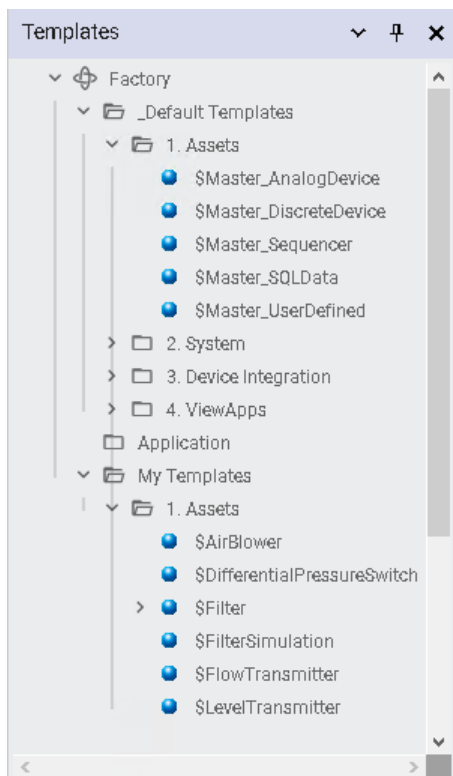 Templates
Factory
_Default Templates
1. Assets
$Master_AnalogDevice
$Master_DiscreteDevice
$Master_Sequencer
$Master_SQLData
$Master_UserDefined
2. System
3. Device Integration
4. ViewApps
Application
My Templates
1. Assets
$AirBlower
$DifferentialPressureSwitch
$Filter
$FilterSimulation
$FlowTransmitter
$LevelTransmitter